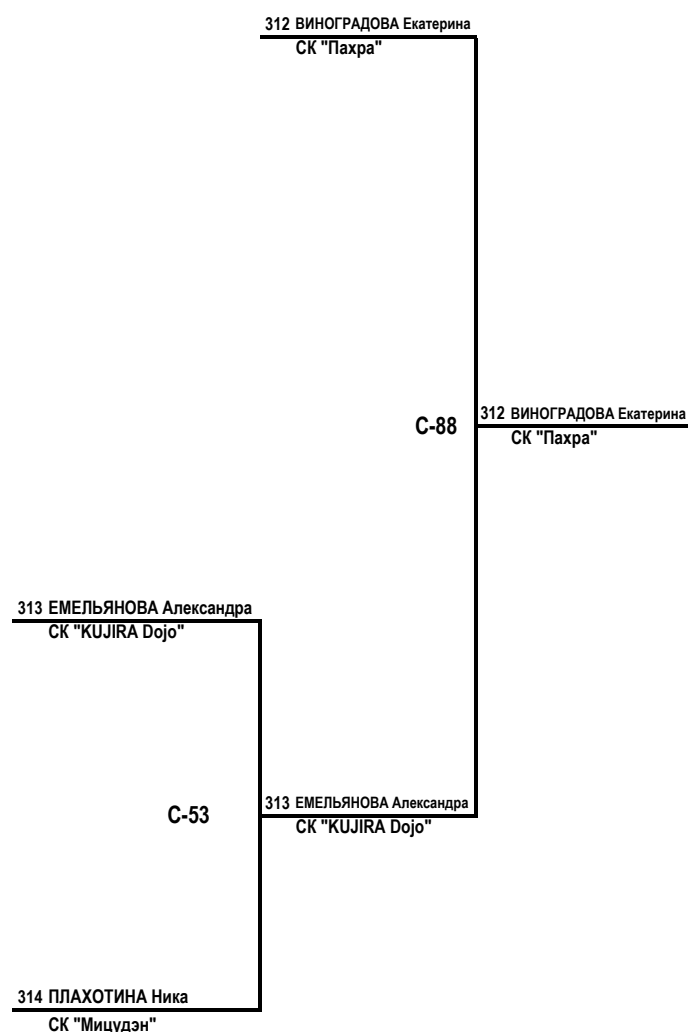 312 ВИНОГРАДОВА Екатерина
СК "Пахра"
С-88
312 ВИНОГРАДОВА Екатерина
СК "Пахра"
313 ЕМЕЛЬЯНОВА Александра
СК "KUJIRA Dojo"
С-53
313 ЕМЕЛЬЯНОВА Александра
СК "KUJIRA Dojo"
314 ПЛАХОТИНА Ника
СК "Мицудэн"